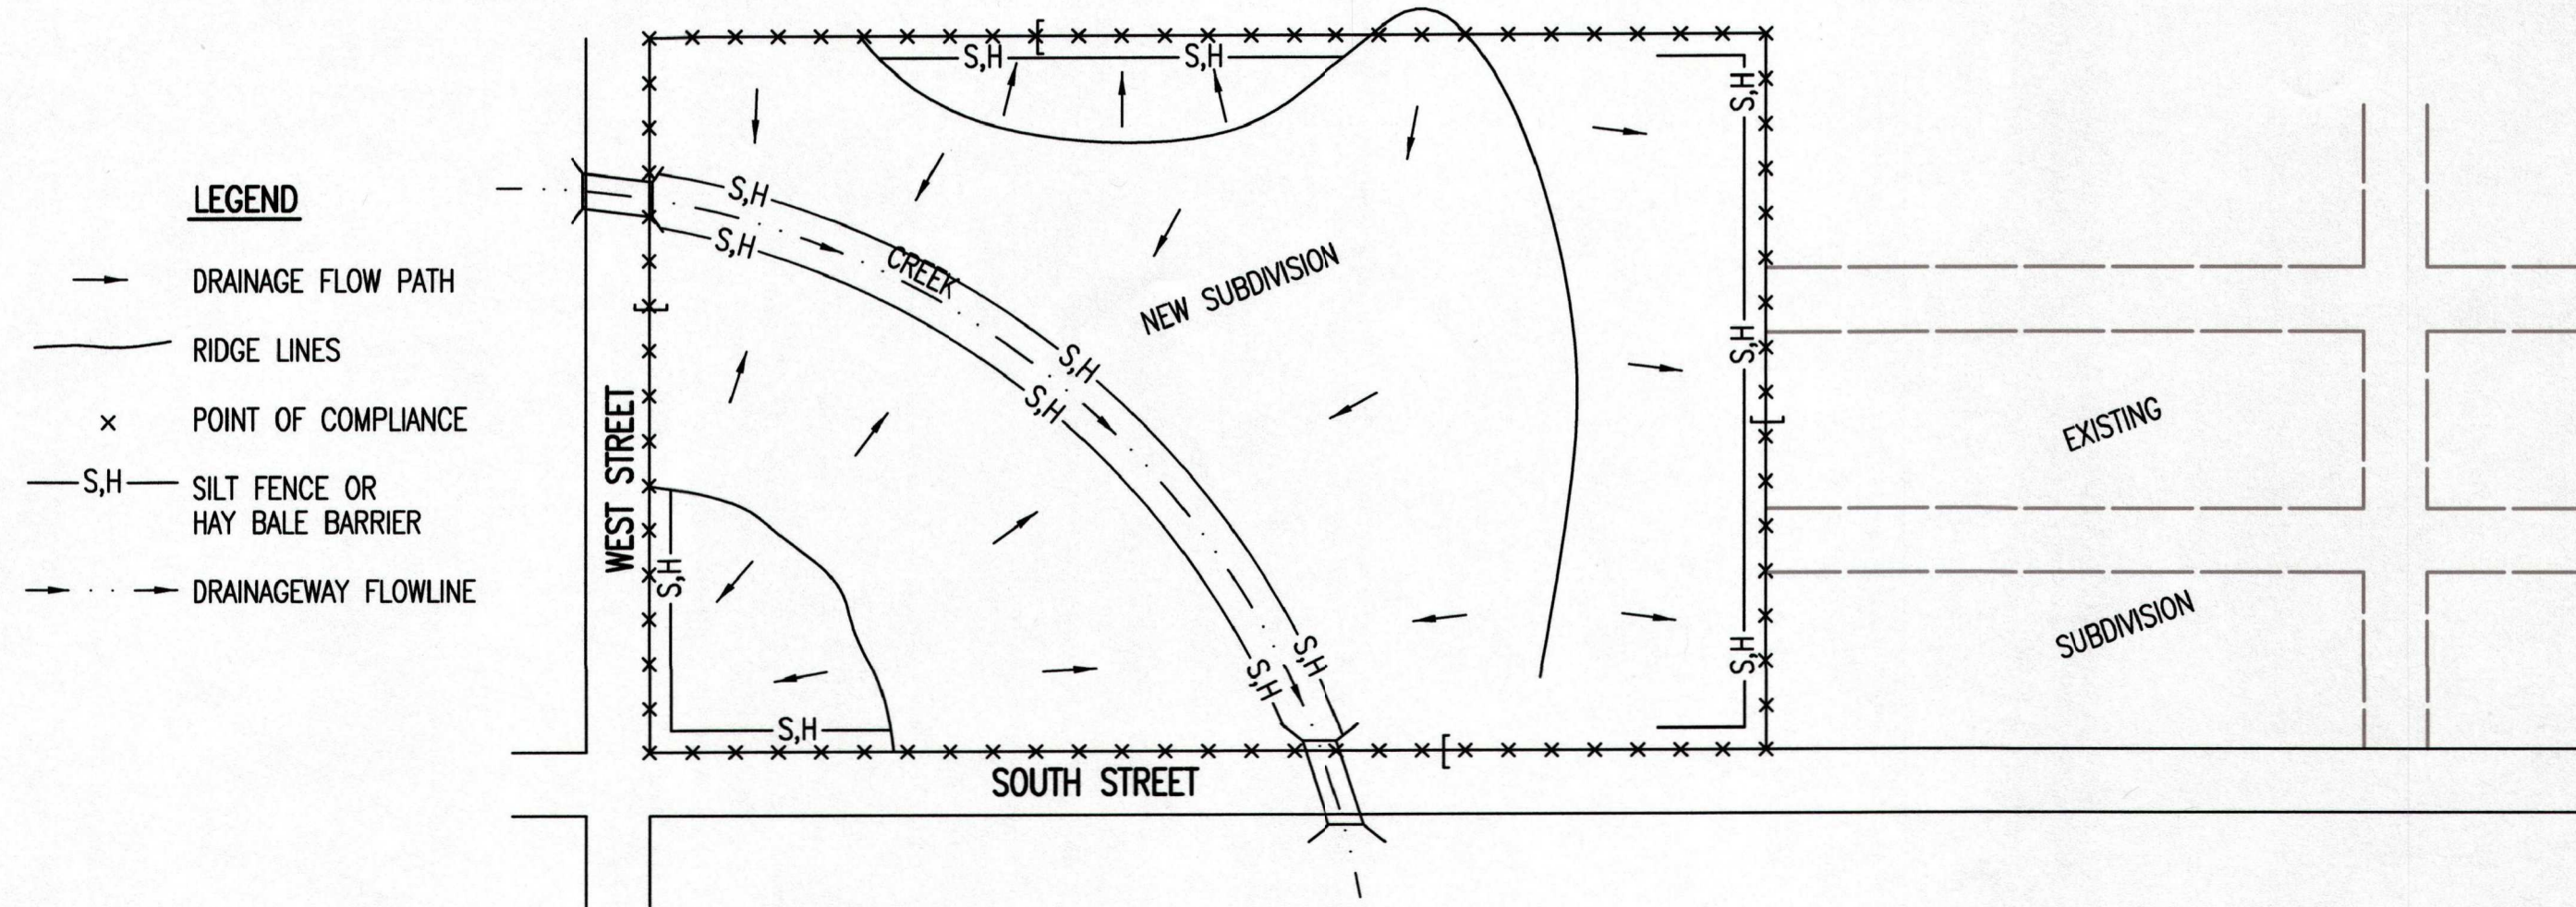 LEGEND
DRAINAGE FLOW PATH
RIDGE LINES
× POINT OF COMPLIANCE
S,H SILT FENCE OR
HAY BALE BARRIER
DRAINAGEWAY FLOWLINE
S,H
S,H
S,H
S,H
S,H
CREEK
NEW SUBDIVISION
S,H
S,H
S,H
WEST STREET
S,H
S,H
S,H
S,H
S,H
SOUTH STREET
EXISTING
SUBDIVISION